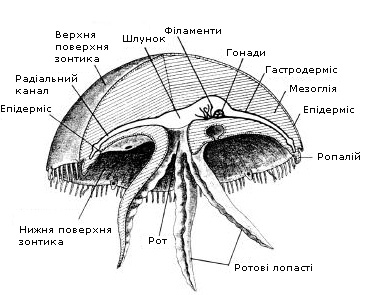 Верхня
поверхня
зонтика
Шлунок
Філаменти
Гонади
Гастродерміс
Мезоглія
Епідерміс
Радіальний
канал
Епідерміс
Ропалій
Нижня поверхня
зонтика
Рот
Ротові лопасті